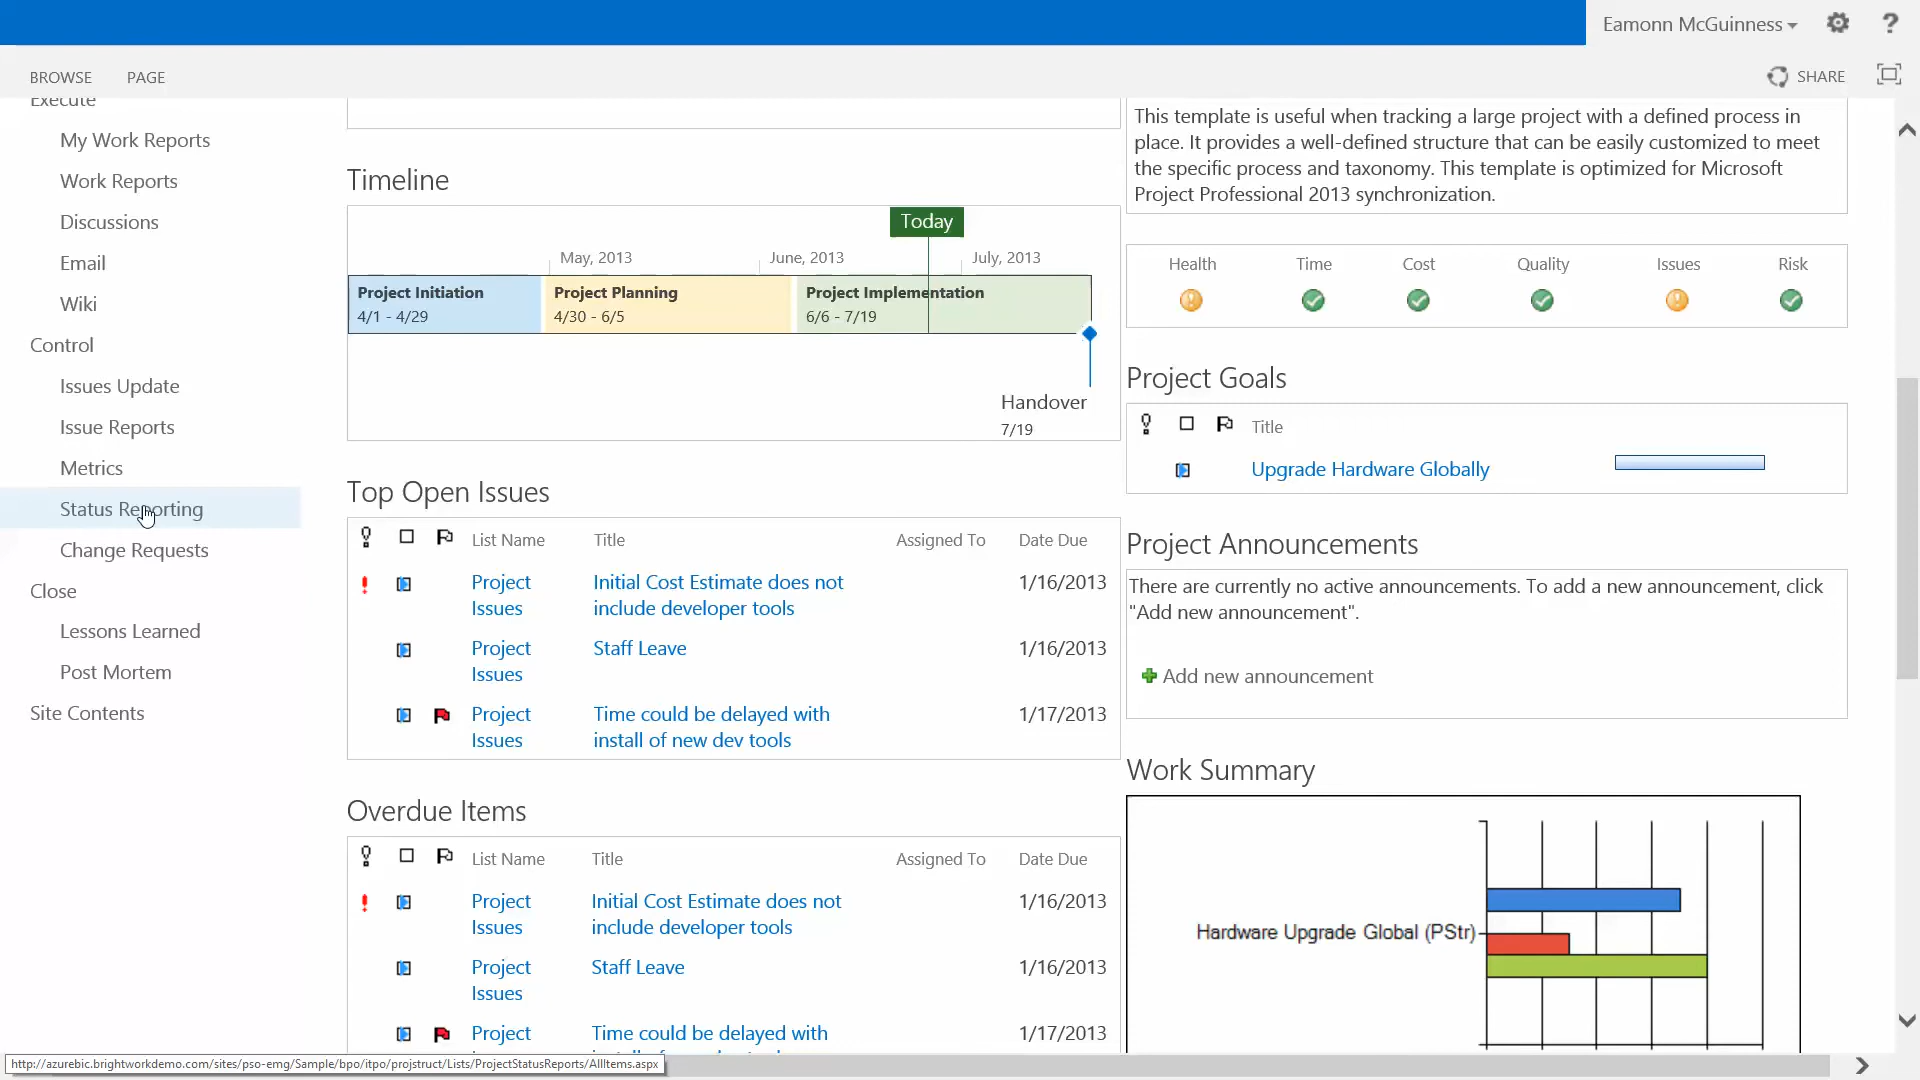 Eamonn McGuinness
?
BROWSE
PAGE
SHARE
Execute
My Work Reports
Work Reports
Discussions
Email
Wiki
Control
Issues Update
Issue Reports
Metrics
Status Reporting
Change Requests
Close
Lessons Learned
Post Mortem
Site Contents
Timeline
Today
May, 2013
June, 2013
July, 2013
Project Initiation
4/1 - 4/29
Project Planning
4/30 - 6/5
Project Implementation
6/6 - 7/19
Handover
7/19
Top Open Issues
List Name
Title
Assigned To
Date Due
Project
Issues
Initial Cost Estimate does not
include developer tools
1/16/2013
Project
Issues
Staff Leave
1/16/2013
Project
Issues
Time could be delayed with
install of new dev tools
1/17/2013
Overdue Items
List Name
Title
Assigned To
Date Due
Project
Issues
Initial Cost Estimate does not
include developer tools
1/16/2013
Project
Issues
Staff Leave
1/16/2013
Project
Time could be delayed with
1/17/2013
This template is useful when tracking a large project with a defined process in
place. It provides a well-defined structure that can be easily customized to meet
the specific process and taxonomy. This template is optimized for Microsoft
Project Professional 2013 synchronization.
Health
Time
Cost
Quality
Issues
Risk
Project Goals
Title
Upgrade Hardware Globally
Project Announcements
There are currently no active announcements. To add a new announcement, click
"Add new announcement".
Add new announcement
Work Summary
Hardware Upgrade Global (PStr)
http://azurebic.brightworkdemo.com/sites/pso-emg/Sample/bpo/itpo/projstruct/Lists/ProjectStatusReports/AllItems.aspx